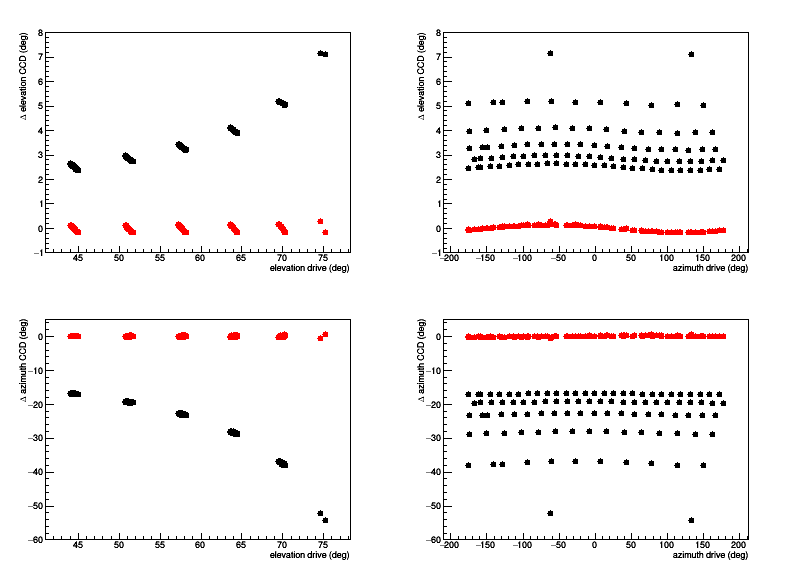 Δ elevation CCD (deg)
8
7
6
5
4
3
2
1
0
−1
45 50 55 60 65 70 75
elevation drive (deg)
Δ elevation CCD (deg)
8
7
6
5
4
3
2
1
0
−1
−200 −150 −100 −50 0 50 100 150 200
azimuth drive (deg)
Δ azimuth CCD (deg)
0
−10
−20
−30
−40
−50
−60
45 50 55 60 65 70 75
elevation drive (deg)
Δ azimuth CCD (deg)
0
−10
−20
−30
−40
−50
−60
−200 −150 −100 −50 0 50 100 150 200
azimuth drive (deg)